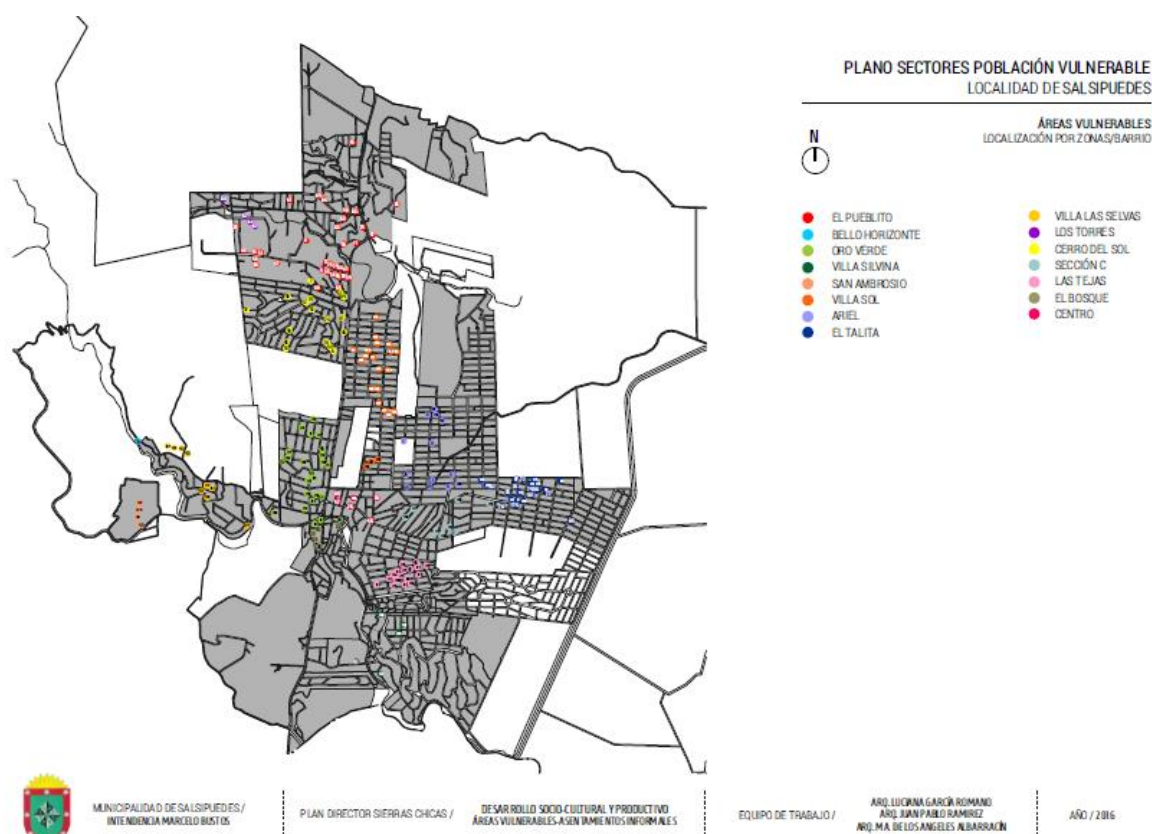 PLANO SECTORES POBLACIÓN VULNERABLE
LOCALIDAD DE SALSIPUEDES
ÁREAS VULNERABLES
LOCALIZACIÓN POR ZONAS/BARRIO
N
EL PUEBLITO
BELLO HORIZONTE
ORO VERDE
VILLA SILVINA
SAN AMBROSIO
VILLA SOL
ARIEL
EL TALITA
VILLA LAS SELVAS
LOS TORRES
CERRO DEL SOL
SECCIÓN C
LAS TEJAS
EL BOSQUE
CENTRO
MUNICIPALIDAD DE SALSIPUEDES /
INTENDENCIA MARCELO BUSTOS
PLAN DIRECTOR SIERRAS CHICAS /
DESARROLLO SOCIO-CULTURAL Y PRODUCTIVO
ÁREAS VULNERABLES-ASENTAMIENTOS INFORMALES
EQUIPO DE TRABAJO /
ARQ. LUCIANA GARCÍA ROMANO
ARQ. JUAN PABLO RAMIREZ
ARQ. M.A. DE LOS ANGELES ALBARRACÍN
AÑO / 2016